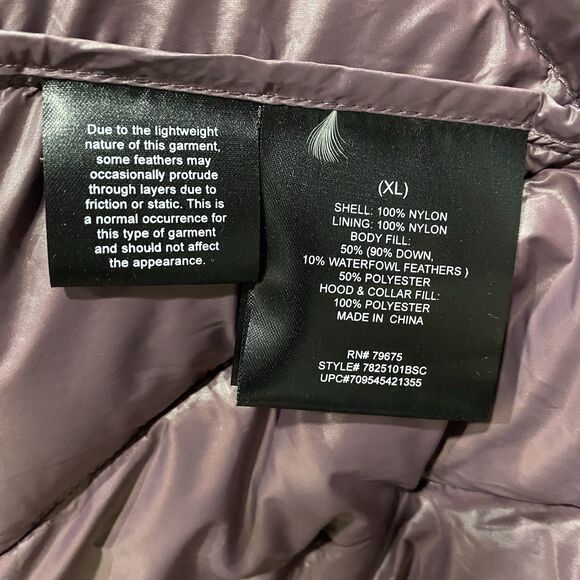 Due to the lightweight
nature of this garment,
some feathers may
occasionally protrude
through layers due to
friction or static. This is
a normal occurrence for
this type of garment
and should not affect
the appearance.
(XL)
SHELL: 100% NYLON
LINING: 100% NYLON
BODY FILL:
50% (90% DOWN,
10% WATERFOWL FEATHERS )
50% POLYESTER
HOOD & COLLAR FILL:
100% POLYESTER
MADE IN CHINA
RN# 79675
STYLE# 7825101BSC
UPC#709545421355